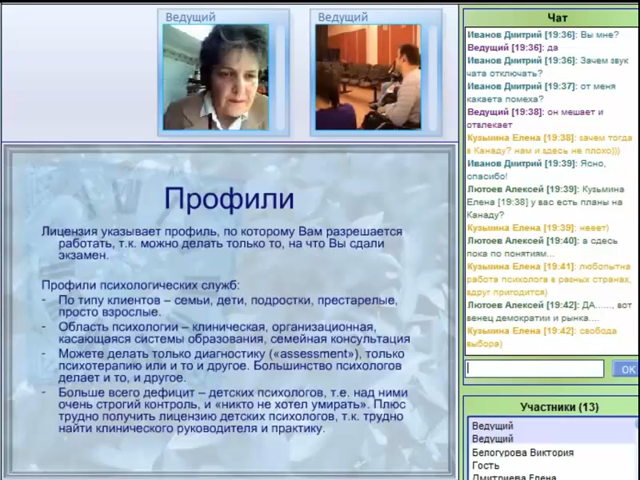 Ведущий
Ведущий
Профили
Лицензия указывает профиль, по которому Вам разрешается
работать, т.к. можно делать только то, на что Вы сдали
экзамен.
Профили психологических служб:
- По типу клиентов – семьи, дети, подростки, престарелые,
просто взрослые.
- Область психологии – клиническая, организационная,
касающаяся системы образования, семейная консультация
- Можете делать только диагностику («assessment»), только
психотерапию или и то и другое. Большинство психологов
делает и то, и другое.
- Больше всего дефицит – детских психологов, т.е. над ними
очень строгий контроль, и «никто не хотел умирать». Плюс
трудно получить лицензию детских психологов, т.к. трудно
найти клинического руководителя и практику.
Чат
Иванов Дмитрий [19:36]: Вы мне?
Ведущий [19:36]: да
Иванов Дмитрий [19:36]: Зачем звук
чата отключать?
Иванов Дмитрий [19:37]: от меня
какаета помеха?
Ведущий [19:38]: он мешает и
отвлекает
Кузьмина Елена [19:38]: зачем тогда
в Канаду? нам и здесь не плохо)))
Иванов Дмитрий [19:39]: Ясно,
спасибо!
Лютоев Алексей [19:39]: Кузьмина
Елена [19:38] у вас есть планы на
Канаду?
Кузьмина Елена [19:39]: нееет)
Лютоев Алексей [19:40]: а здесь
пока по понятиям...
Кузьмина Елена [19:41]: любопытна
работа психолога в разных странах,
вдруг пригодится)
Лютоев Алексей [19:42]: ДА......, вот
венец демократии и рынка....
Кузьмина Елена [19:42]: свобода
выбора)
ОК
Участники (13)
Ведущий
Ведущий
Белогурова Виктория
Гость
Дмитриева Елена